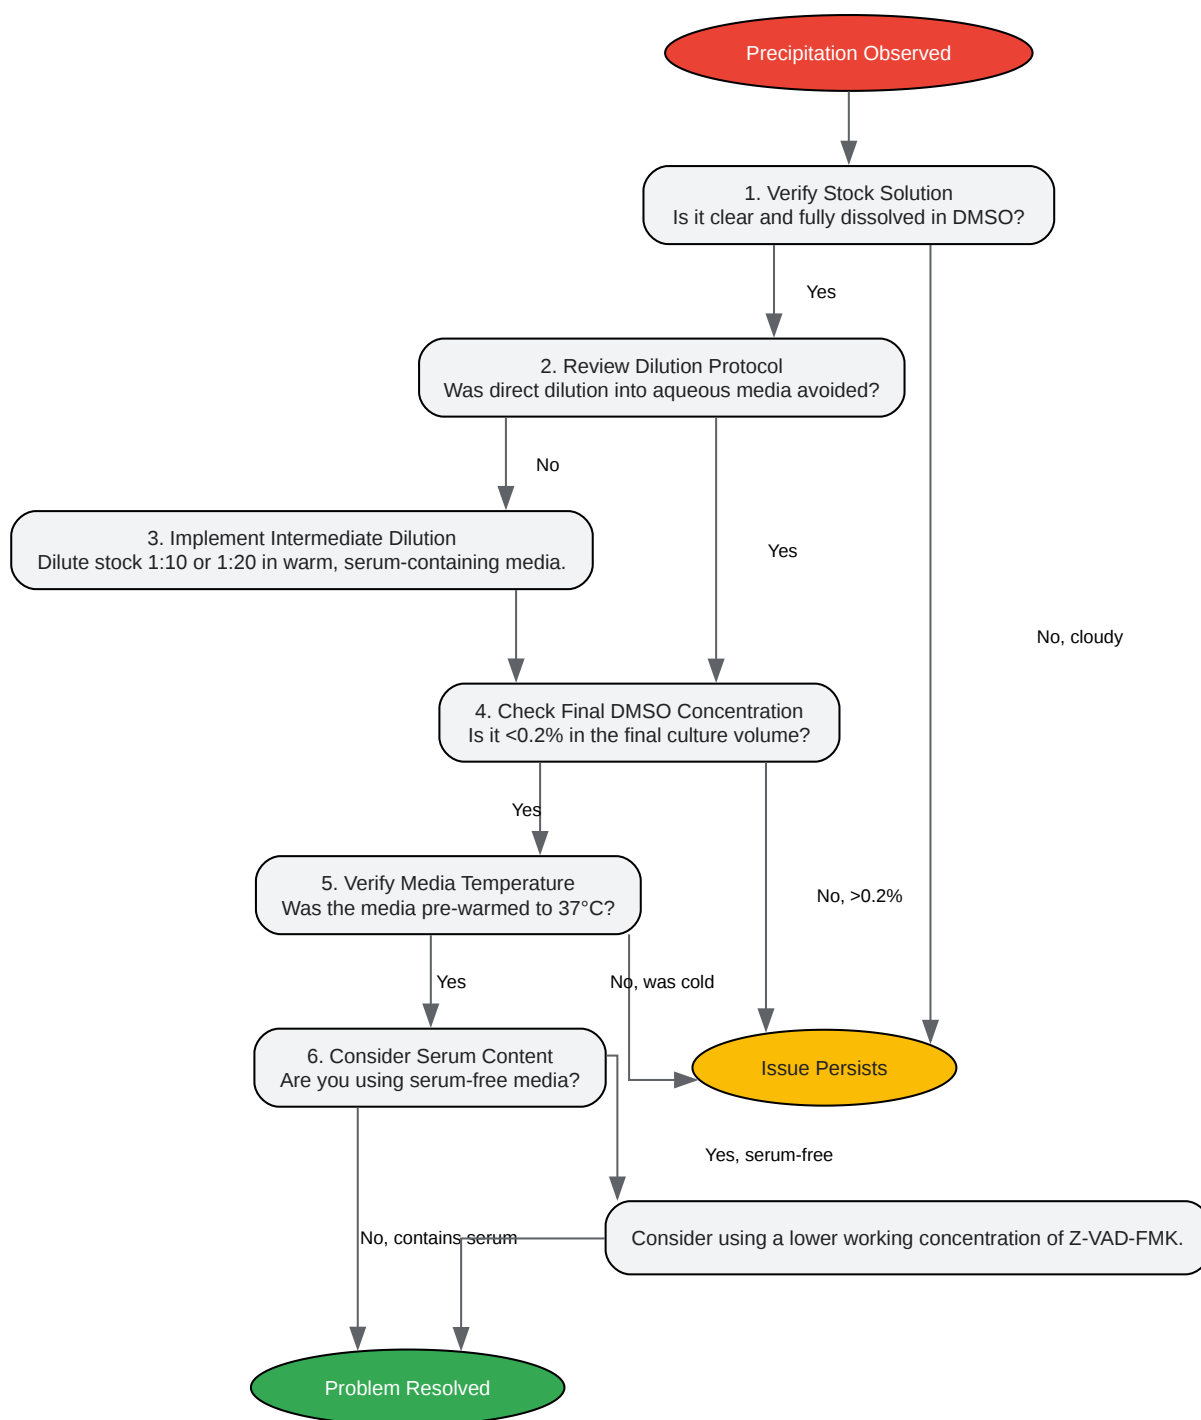 Precipitation Observed
1. Verify Stock Solution
Is it clear and fully dissolved in DMSO?
Yes
2. Review Dilution Protocol
Was direct dilution into aqueous media avoided?
No
3. Implement Intermediate Dilution
Dilute stock 1:10 or 1:20 in warm, serum-containing media.
Yes
No, cloudy
4. Check Final DMSO Concentration
Is it <0.2% in the final culture volume?
Yes
5. Verify Media Temperature
Was the media pre-warmed to 37°C?
No, >0.2%
Yes
No, was cold
6. Consider Serum Content
Are you using serum-free media?
Issue Persists
Yes, serum-free
No, contains serum
Consider using a lower working concentration of Z-VAD-FMK.
Problem Resolved